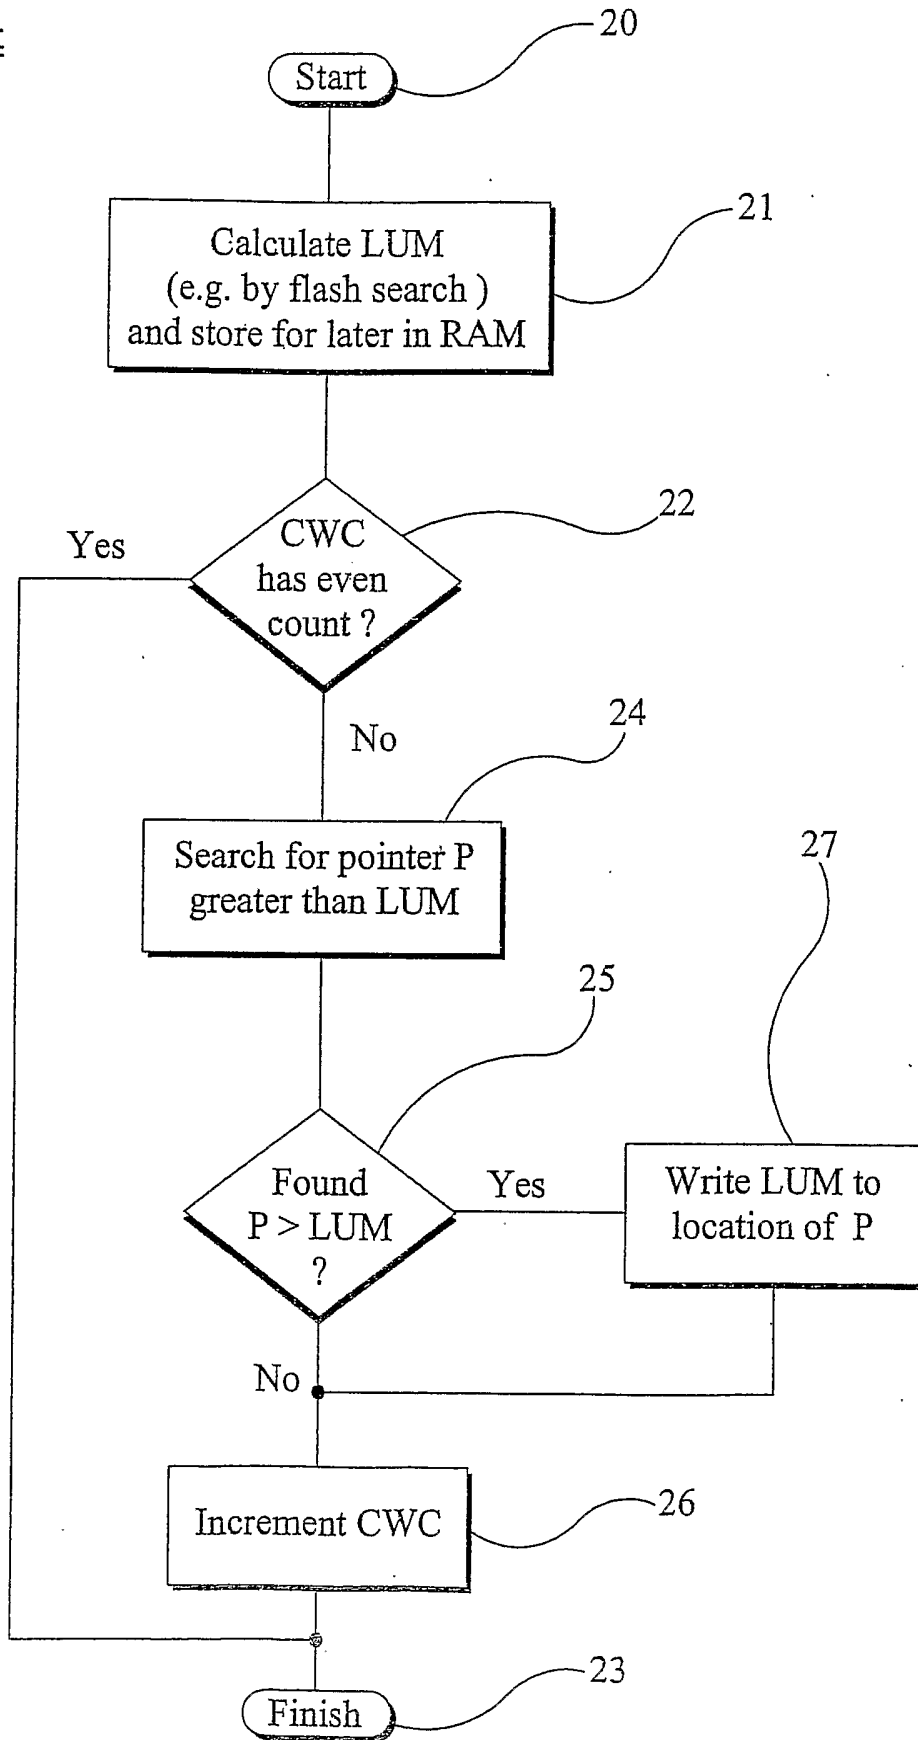 20
Start
21
Calculate LUM
(e.g. by flash search )
and store for later in RAM
22
Yes
CWC
has even
count ?
No
24
Search for pointer P
greater than LUM
27
25
Found
P > LUM
?
Yes
Write LUM to
location of P
No
26
Increment CWC
23
Finish